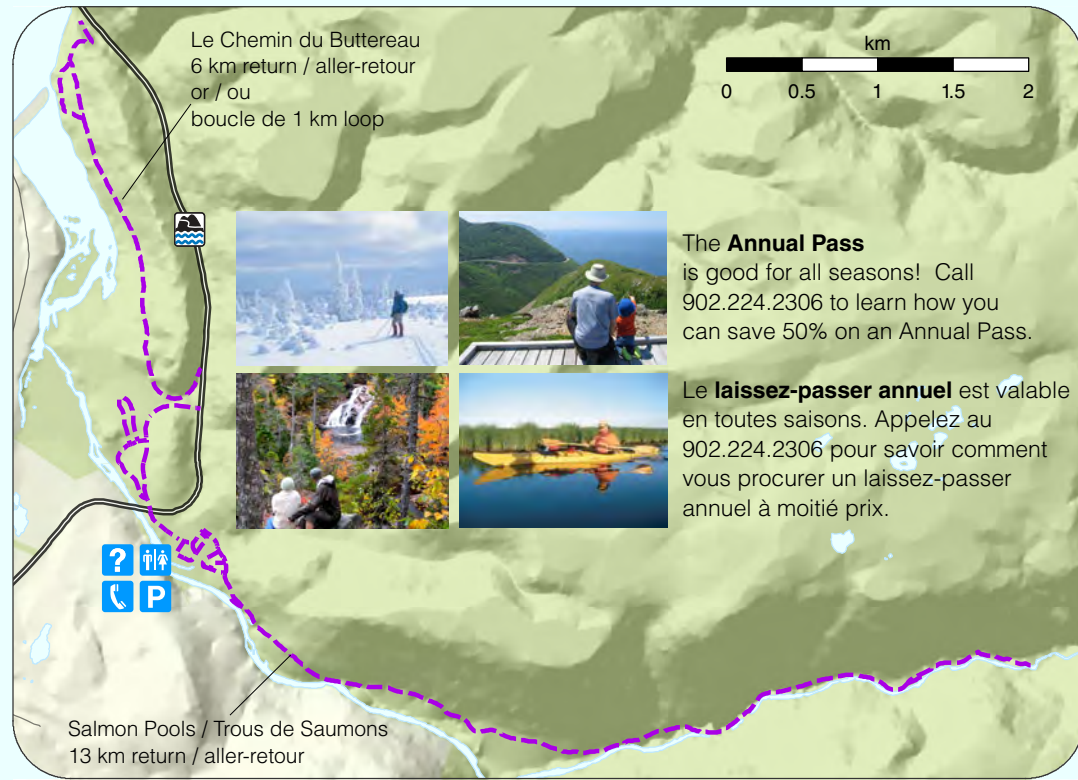 Le Chemin du Buttereau
6 km return / aller-retour
or / ou
boucle de 1 km loop
km
0 0.5 1 1.5 2
The Annual Pass
is good for all seasons! Call
902.224.2306 to learn how you
can save 50% on an Annual Pass.
Le laissez-passer annuel est valable
en toutes saisons. Appelez au
902.224.2306 pour savoir comment
vous procurer un laissez-passer
annuel à moitié prix.
?
P
Salmon Pools / Trous de Saumons
13 km return / aller-retour